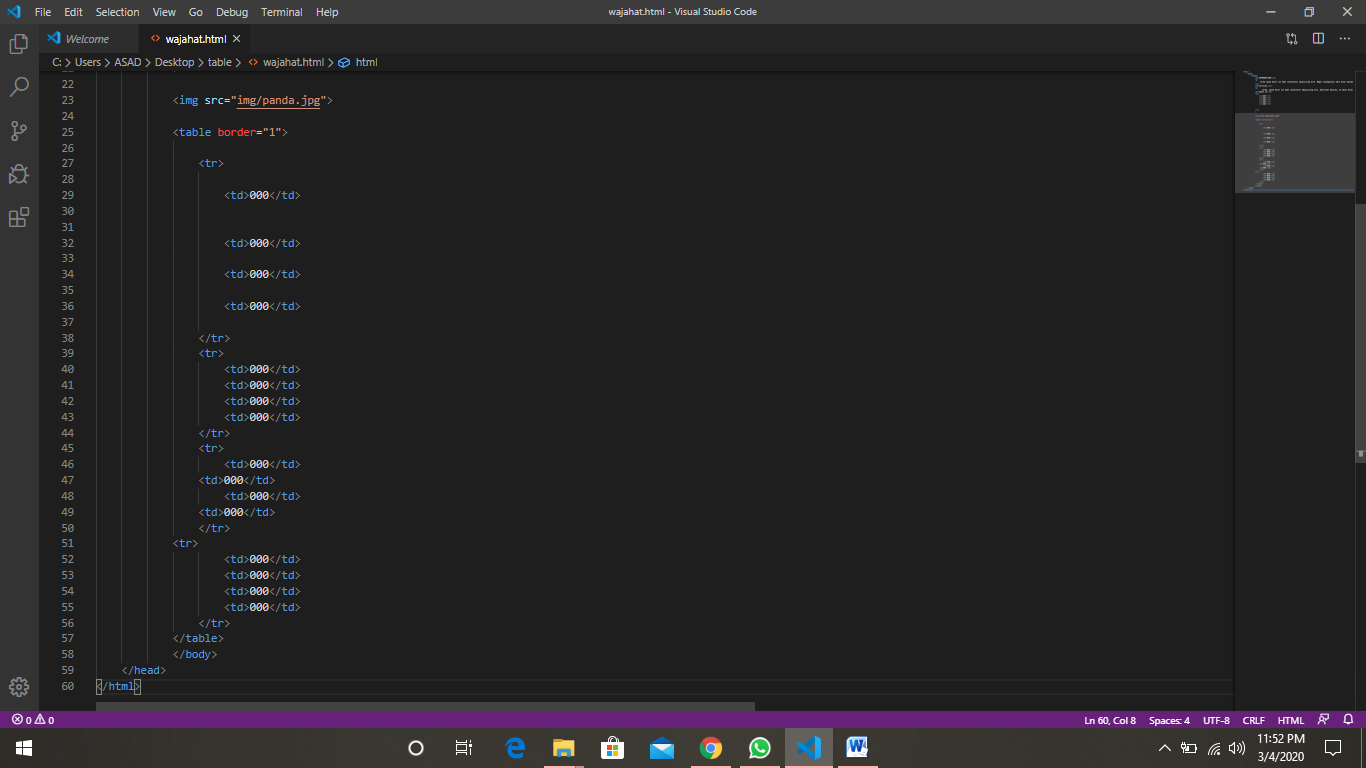 File Edit Selection View Go Debug Terminal Help
wajahat.html - Visual Studio Code
Welcome
wajahat.html
C: > Users > ASAD > Desktop > table > wajahat.html > html
22
23 <img src="img/panda.jpg">
24
25 <table border="1">
26
27 <tr>
28
29 <td>000</td>
30
31
32 <td>000</td>
33
34 <td>000</td>
35
36 <td>000</td>
37
38 </tr>
39 <tr>
40 <td>000</td>
41 <td>000</td>
42 <td>000</td>
43 <td>000</td>
44 </tr>
45 <tr>
46 <td>000</td>
47 <td>000</td>
48 <td>000</td>
49 <td>000</td>
50 </tr>
51 <tr>
52 <td>000</td>
53 <td>000</td>
54 <td>000</td>
55 <td>000</td>
56 </tr>
57 </table>
58 </body>
59 </head>
60 </html>
0 0
Ln 60, Col 8 Spaces: 4 UTF-8 CRLF HTML
11:52 PM
3/4/2020